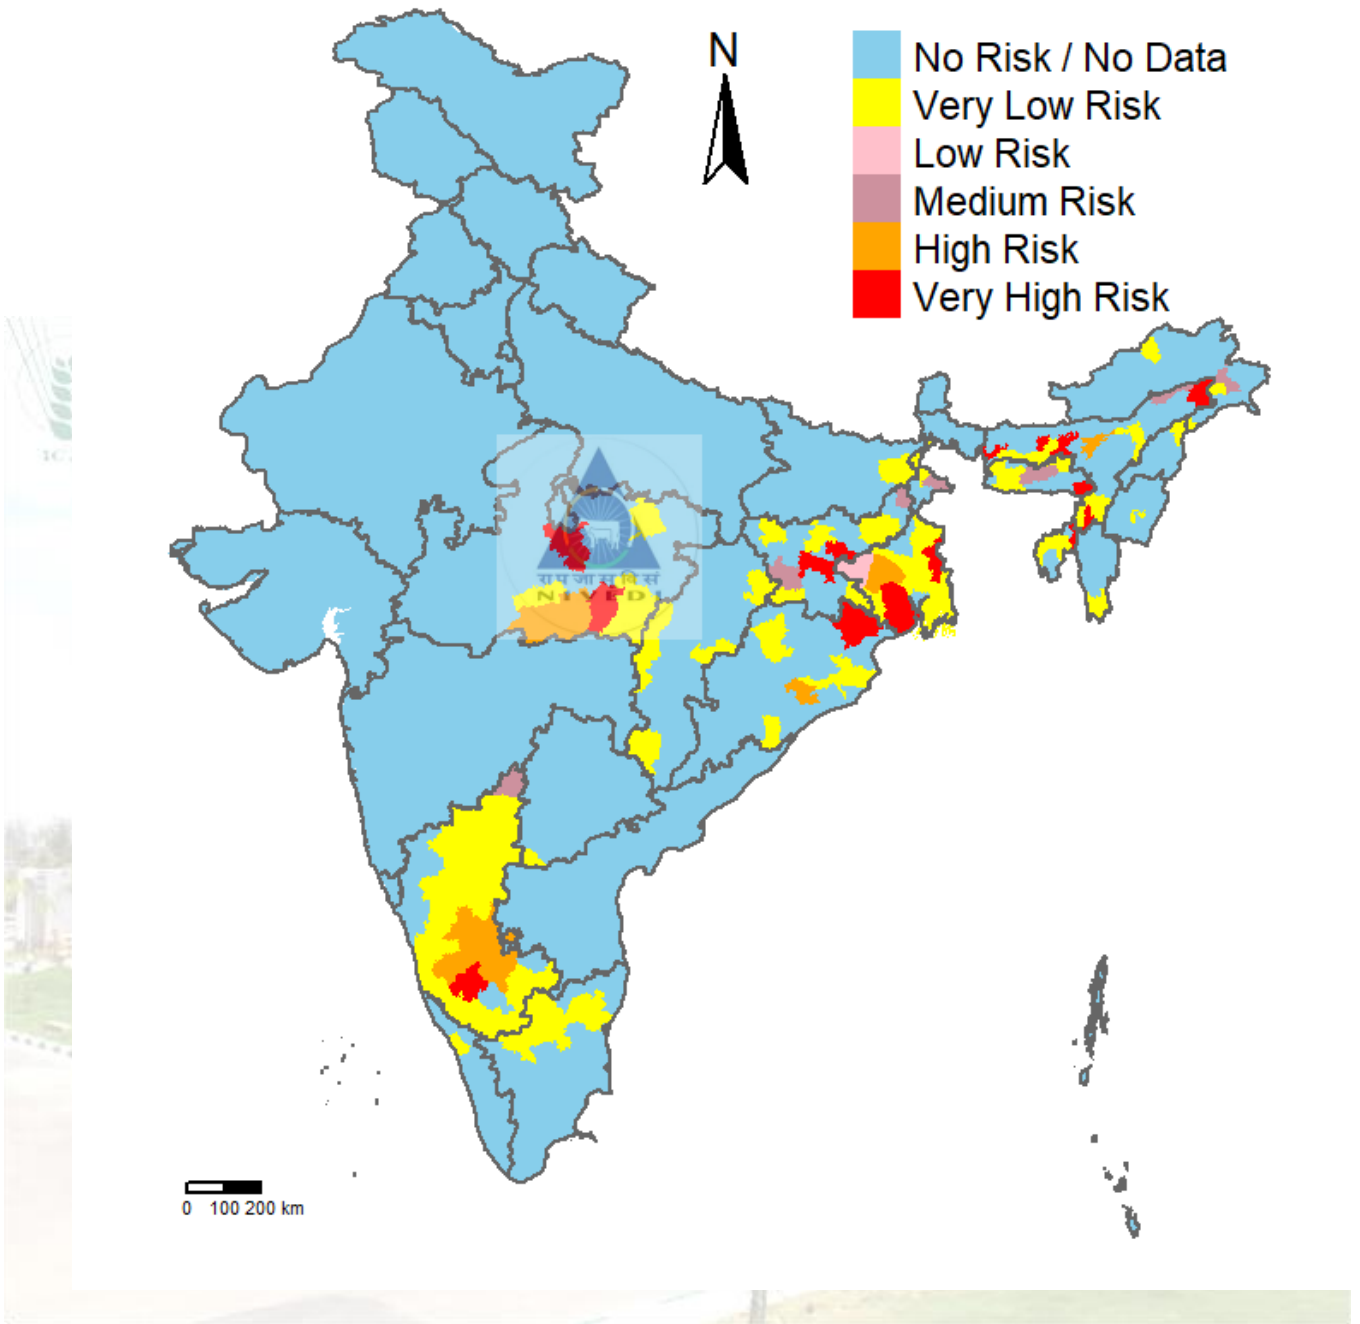 N
No Risk / No Data
Very Low Risk
Low Risk
Medium Risk
High Risk
Very High Risk
NIVEDI
0 100 200 km